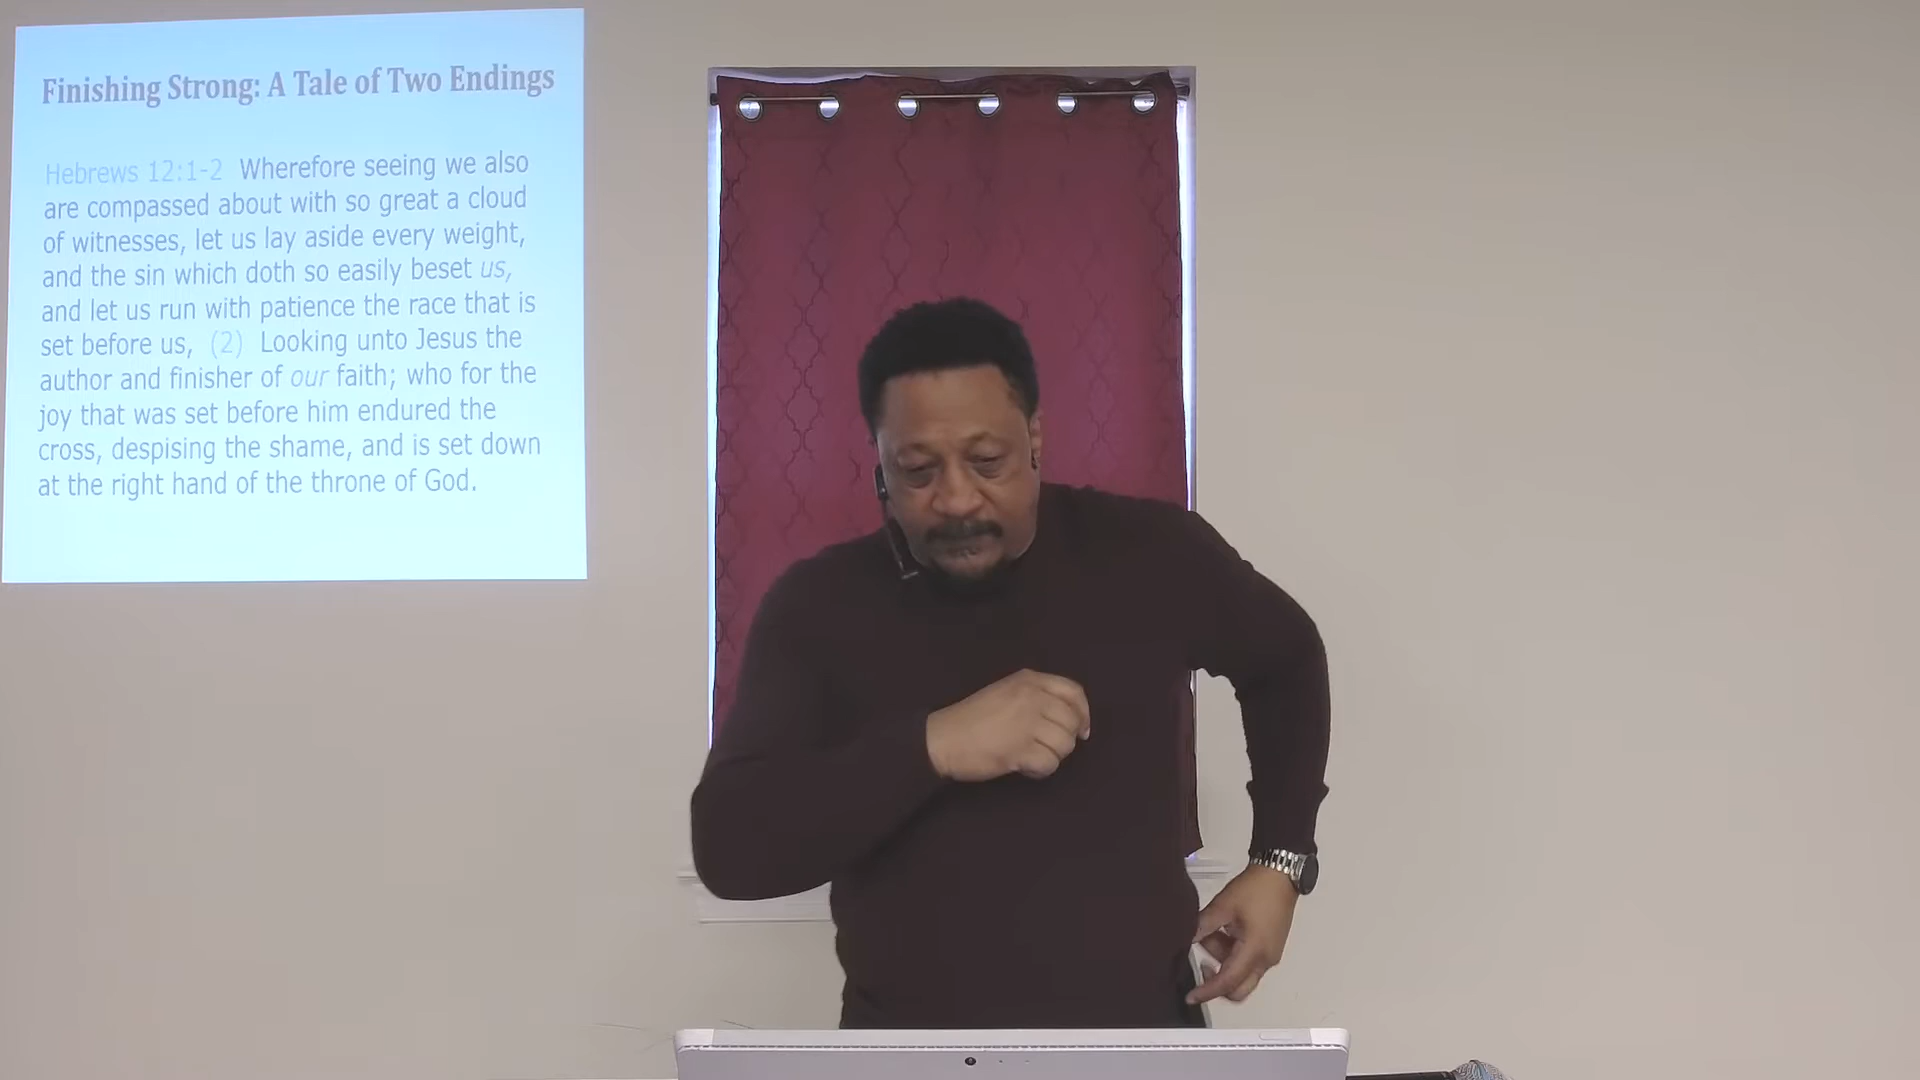 Finishing Strong: A Tale of Two Endings
Hebrews 12:1-2 Wherefore seeing we also
are compassed about with so great a cloud
of witnesses, let us lay aside every weight,
and the sin which doth so easily beset us,
and let us run with patience the race that is
set before us, (2) Looking unto Jesus the
author and finisher of our faith; who for the
joy that was set before him endured the
cross, despising the shame, and is set down
at the right hand of the throne of God.